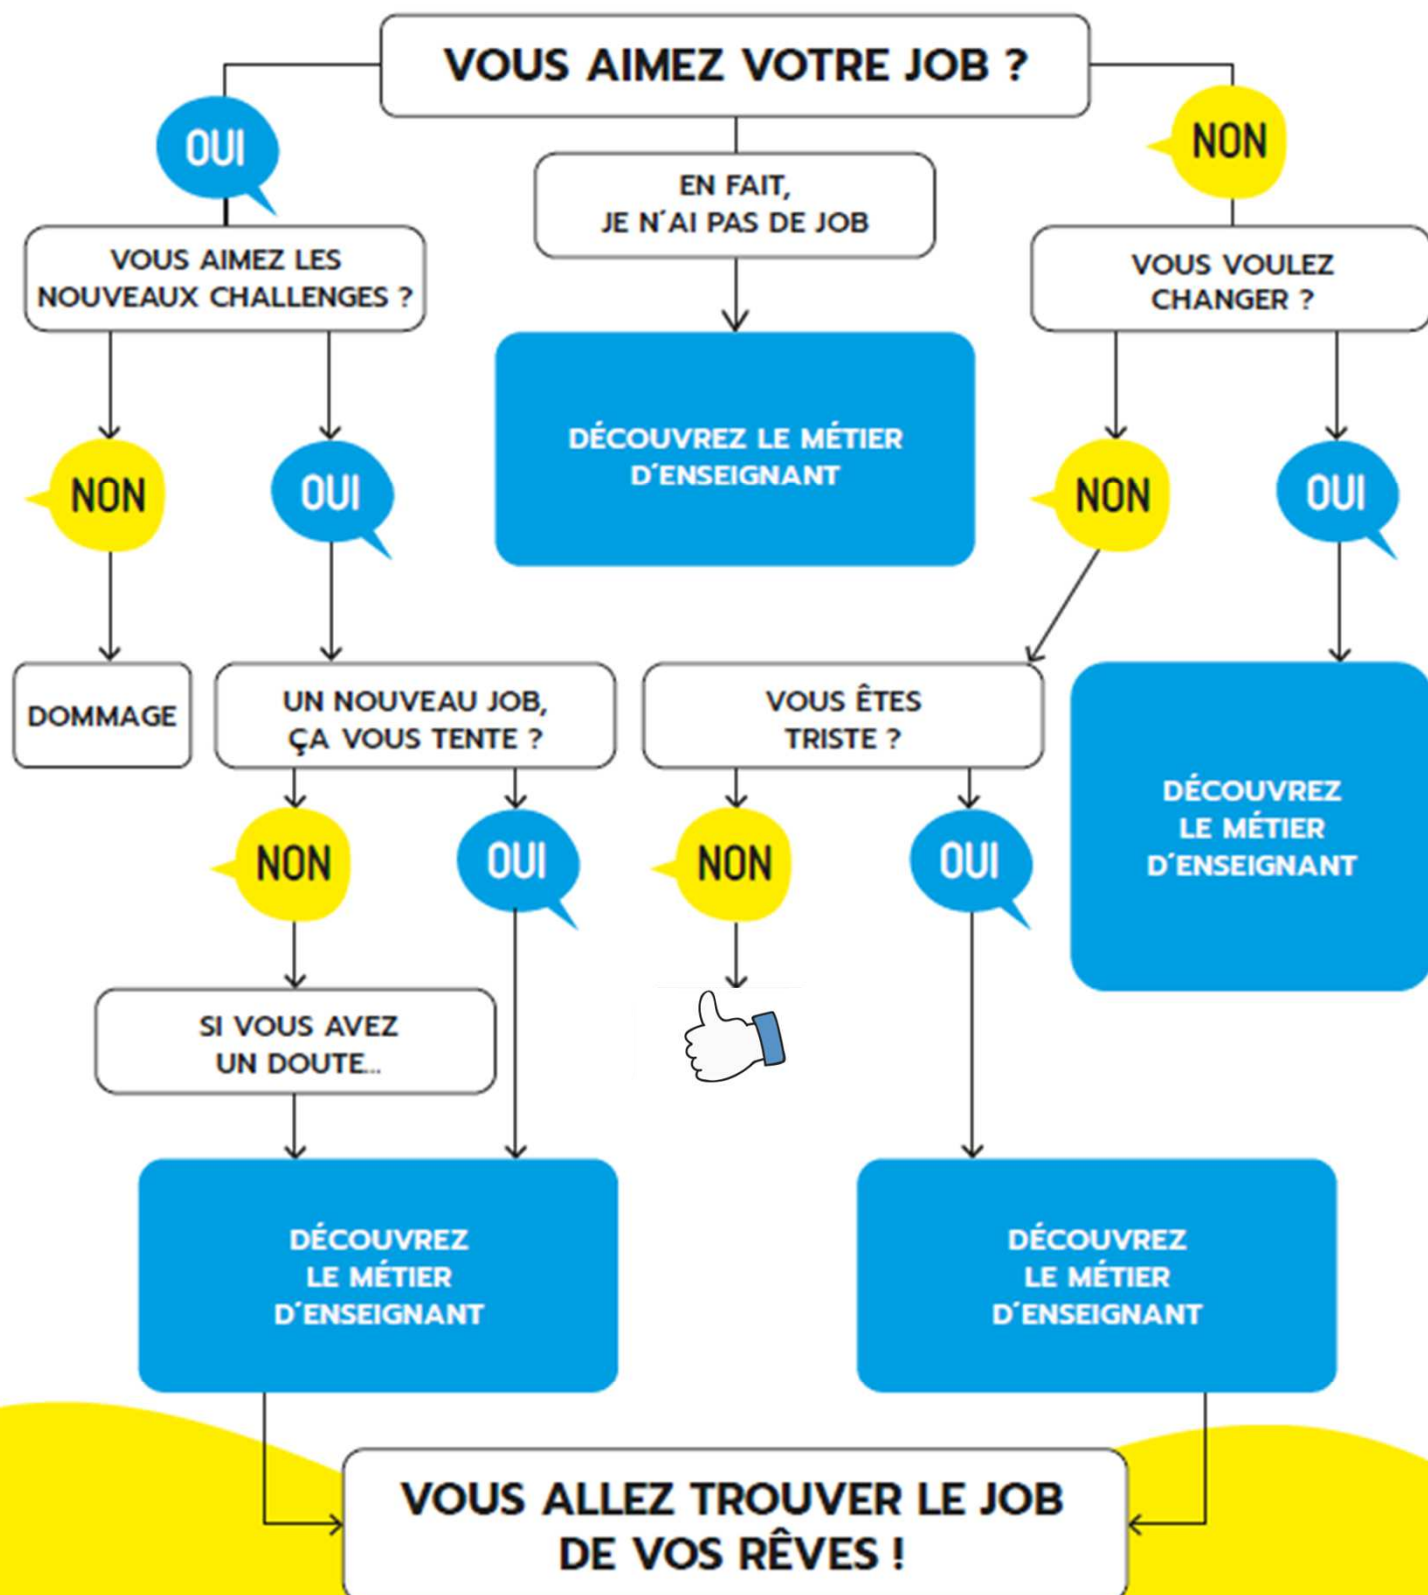 VOUS AIMEZ VOTRE JOB ?
OUI
NON
EN FAIT,
JE N´AI PAS DE JOB
VOUS AIMEZ LES
NOUVEAUX CHALLENGES ?
VOUS VOULEZ
CHANGER ?
DÉCOUVREZ LE MÉTIER
D´ENSEIGNANT
NON
OUI
NON
OUI
DOMMAGE
UN NOUVEAU JOB,
ÇA VOUS TENTE ?
VOUS ÊTES
TRISTE ?
DÉCOUVREZ
LE MÉTIER
D´ENSEIGNANT
NON
OUI
NON
OUI
SI VOUS AVEZ
UN DOUTE...
DÉCOUVREZ
LE MÉTIER
D´ENSEIGNANT
DÉCOUVREZ
LE MÉTIER
D´ENSEIGNANT
VOUS ALLEZ TROUVER LE JOB
DE VOS RÊVES !